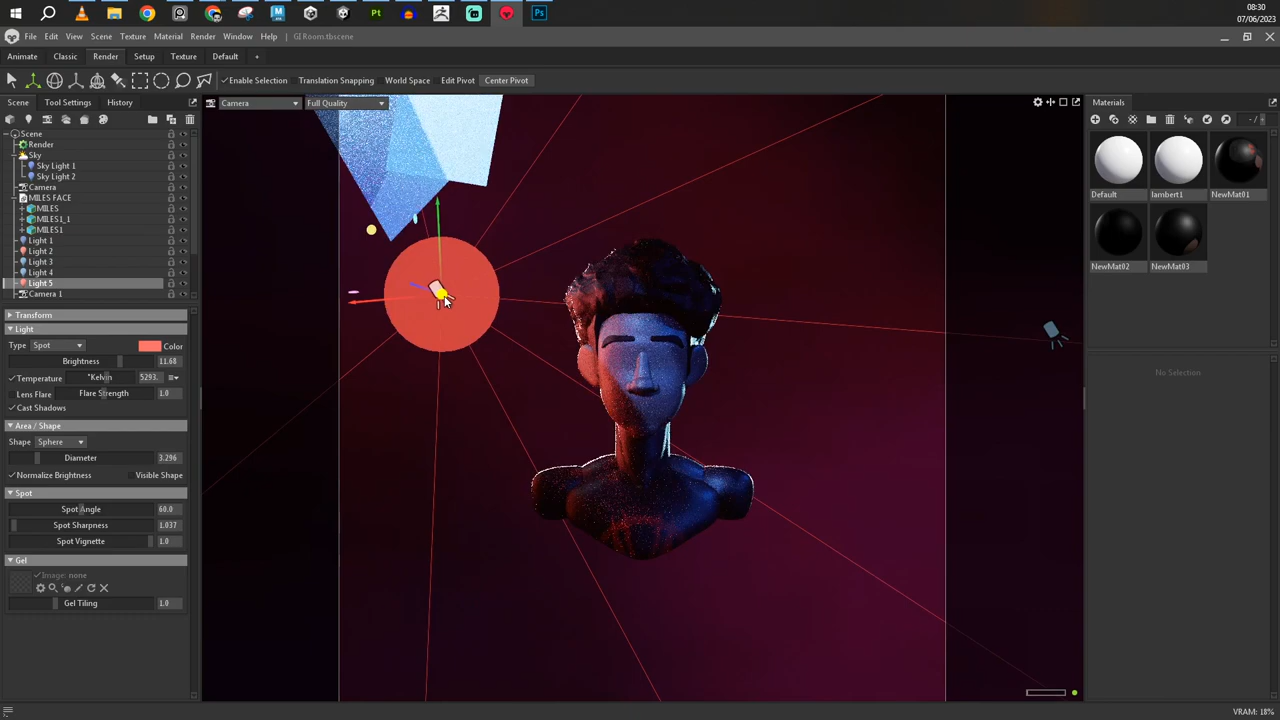 Pt
Ps
08:30
07/06/2023
File Edit View Scene Texture Material Render Window Help GI Room.tbscene
Animate Classic Render Setup Texture Default +
Enable Selection Translation Snapping World Space Edit Pivot Center Pivot
Scene Tool Settings History
Camera Full Quality
Materials
Scene
Render
Sky
Sky Light 1
Sky Light 2
Camera
MILES FACE
MILES
MILES1_1
MILES1
Light 1
Light 2
Light 3
Light 4
Light 5
Camera 1
Default lambert1 NewMat01
NewMat02 NewMat03
No Selection
Transform
Light
Type Spot Color
Brightness 11.68
Temperature °Kelvin 5293.
Lens Flare Flare Strength 1.0
Cast Shadows
Area / Shape
Shape Sphere
Diameter 3.296
Normalize Brightness Visible Shape
Spot
Spot Angle 60.0
Spot Sharpness 1.037
Spot Vignette 1.0
Gel
Image: none
Gel Tiling 1.0
VRAM: 18%